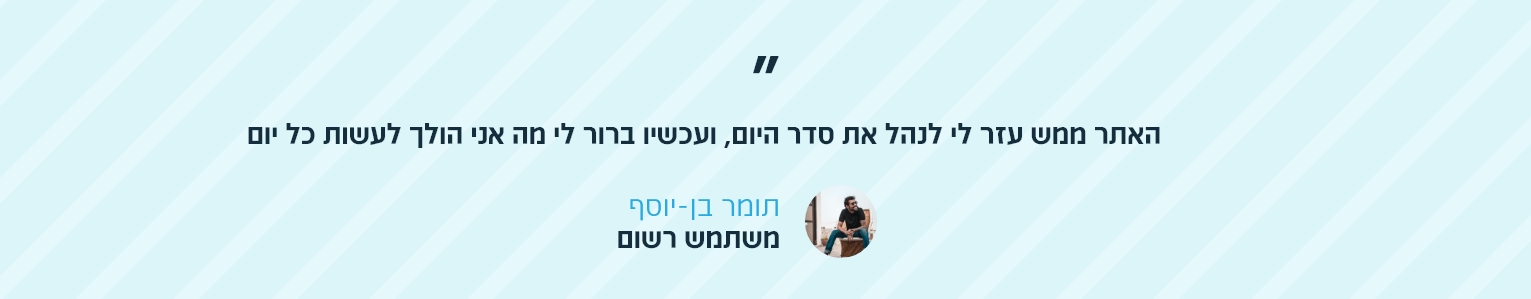 ״
האתר ממש עזר לי לנהל את סדר היום, ועכשיו ברור לי מה אני הולך לעשות כל יום
תומר בן-יוסף
משתמש רשום